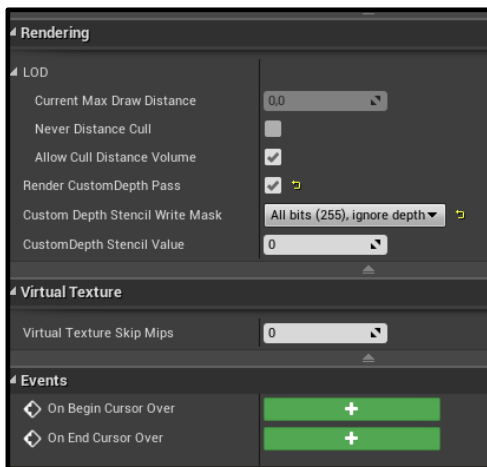 Rendering
LOD
Current Max Draw Distance 0,0
Never Distance Cull
Allow Cull Distance Volume
Render CustomDepth Pass
Custom Depth Stencil Write Mask All bits (255), ignore depth
CustomDepth Stencil Value 0
Virtual Texture
Virtual Texture Skip Mips 0
Events
On Begin Cursor Over
On End Cursor Over